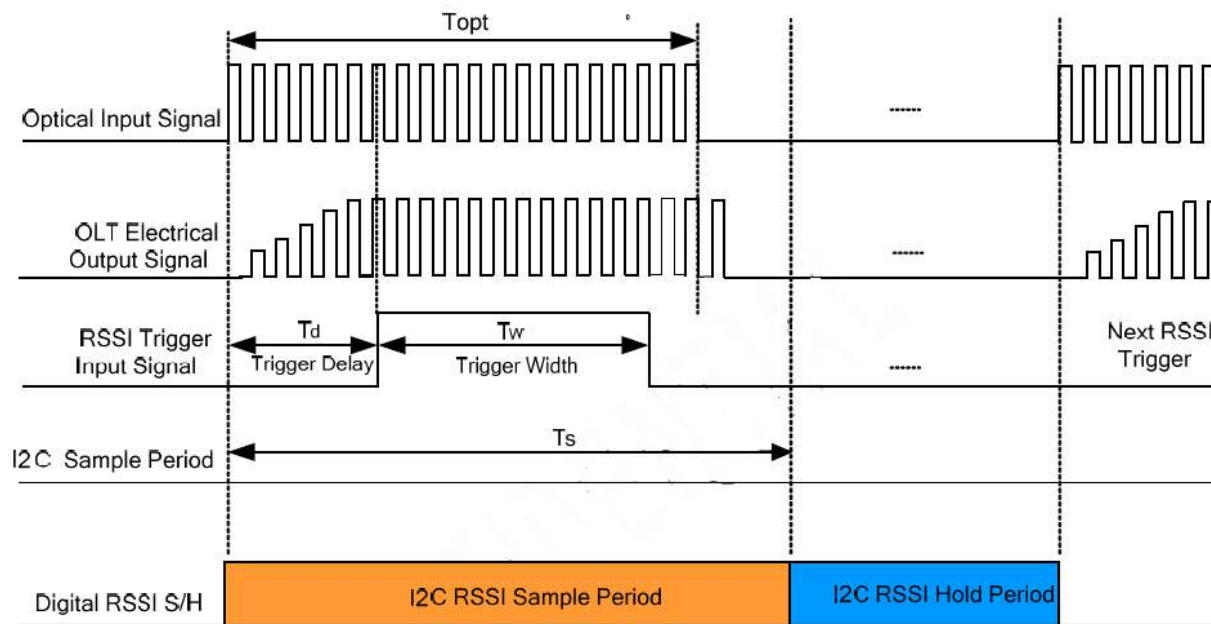 Topt
Optical Input Signal
......
OLT Electrical
Output Signal
......
RSSI Trigger
Input Signal
Td
Trigger Delay
Tw
Trigger Width
......
Next RSSI
Trigger
Ts
I2C Sample Period
Digital RSSI S/H
I2C RSSI Sample Period
I2C RSSI Hold Period